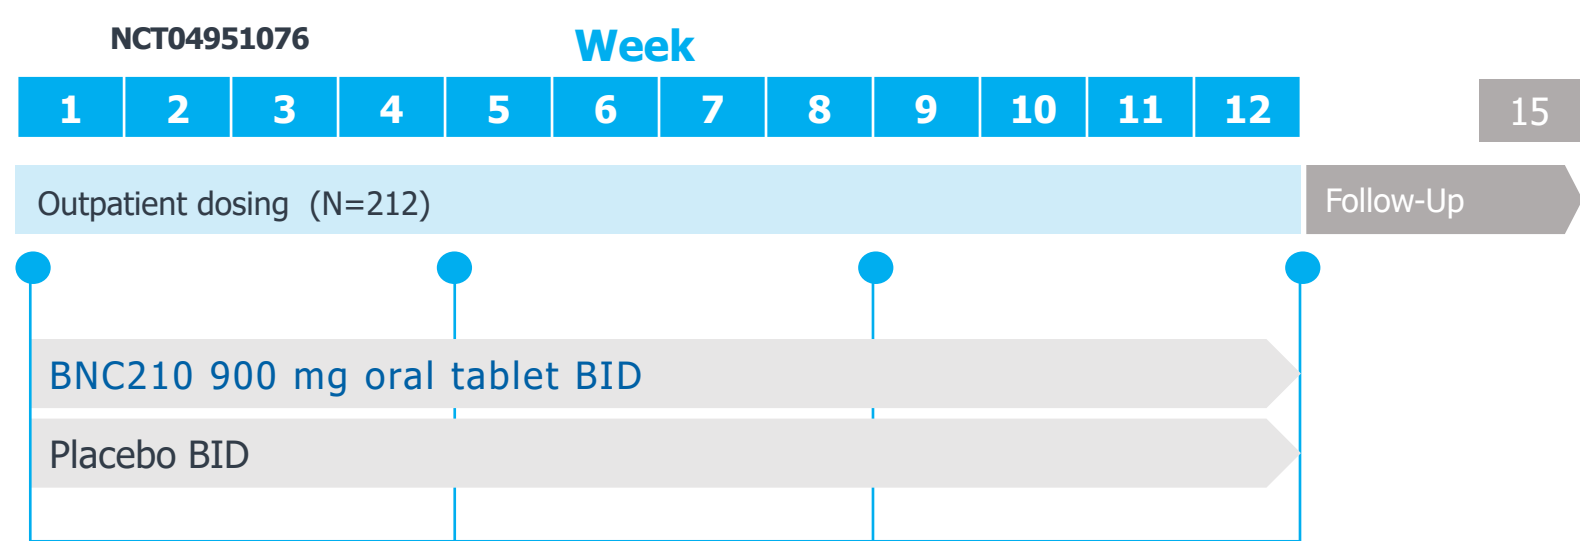 NCT04951076
Week
1 2 3 4 5 6 7 8 9 10 11 12 15
Outpatient dosing (N=212)
Follow-Up
BNC210 900 mg oral tablet BID
Placebo BID